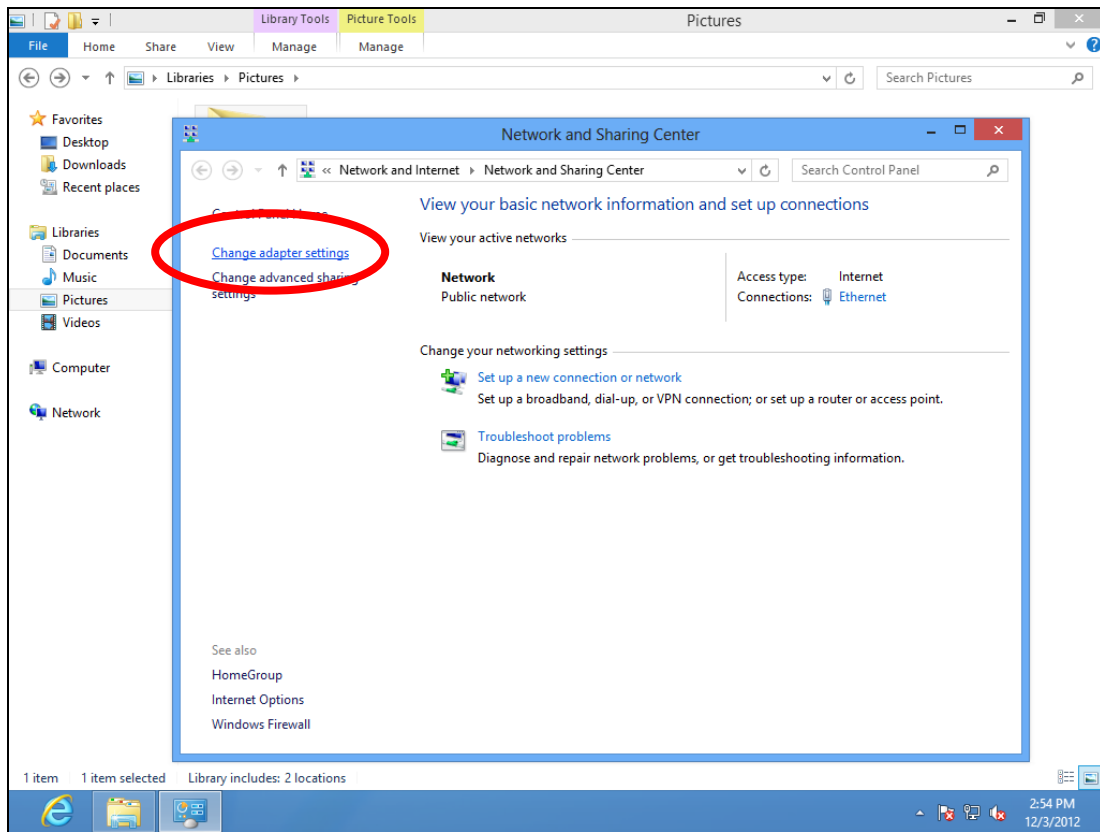 Library Tools
Picture Tools
Pictures
File
Home
Share
View
Manage
Manage
Libraries
Pictures
Search Pictures
Favorites
Desktop
Downloads
Recent places
Libraries
Documents
Music
Pictures
Videos
Computer
Network
Network and Sharing Center
Network and Internet
Network and Sharing Center
Search Control Panel
Control Panel Home
Change adapter settings
Change advanced sharing
settings
View your basic network information and set up connections
View your active networks
Network
Public network
Access type: Internet
Connections: Ethernet
Change your networking settings
Set up a new connection or network
Set up a broadband, dial-up, or VPN connection; or set up a router or access point.
Troubleshoot problems
Diagnose and repair network problems, or get troubleshooting information.
See also
HomeGroup
Internet Options
Windows Firewall
1 item
1 item selected
Library includes: 2 locations
2:54 PM
12/3/2012